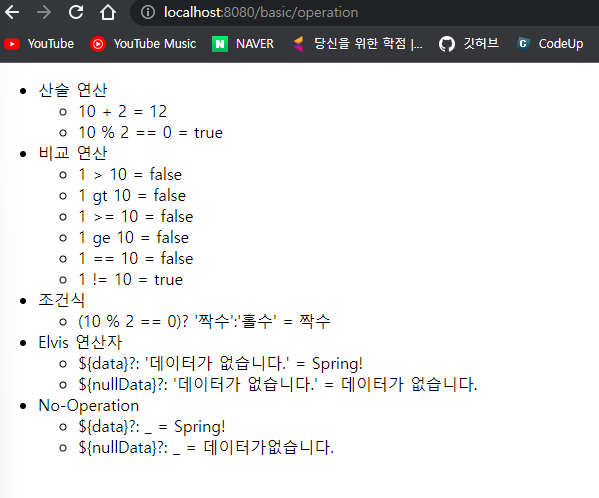 localhost:8080/basic/operation
YouTube YouTube Music NAVER 당신을 위한 학점 |... 깃허브 CodeUp
산술 연산
10 + 2 = 12
10 % 2 == 0 = true
비교 연산
1 > 10 = false
1 gt 10 = false
1 >= 10 = false
1 ge 10 = false
1 == 10 = false
1 != 10 = true
조건식
(10 % 2 == 0)? '짝수':'홀수' = 짝수
Elvis 연산자
${data}?: '데이터가 없습니다.' = Spring!
${nullData}?: '데이터가 없습니다.' = 데이터가 없습니다.
No-Operation
${data}?: _ = Spring!
${nullData}?: _ = 데이터가없습니다.